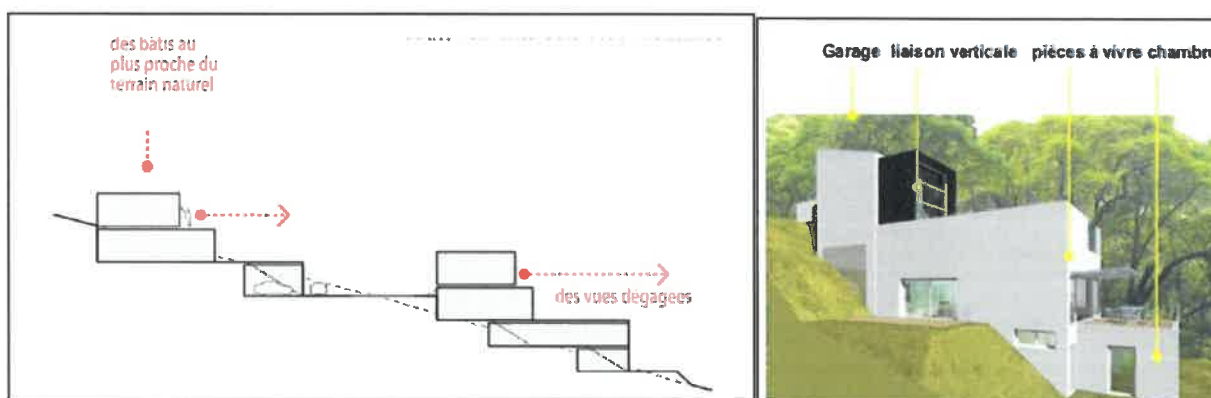 des bâtis au
plus proche du
terrain naturel
des vues dégagées
Garage liaison verticale pièces à vivre chambre